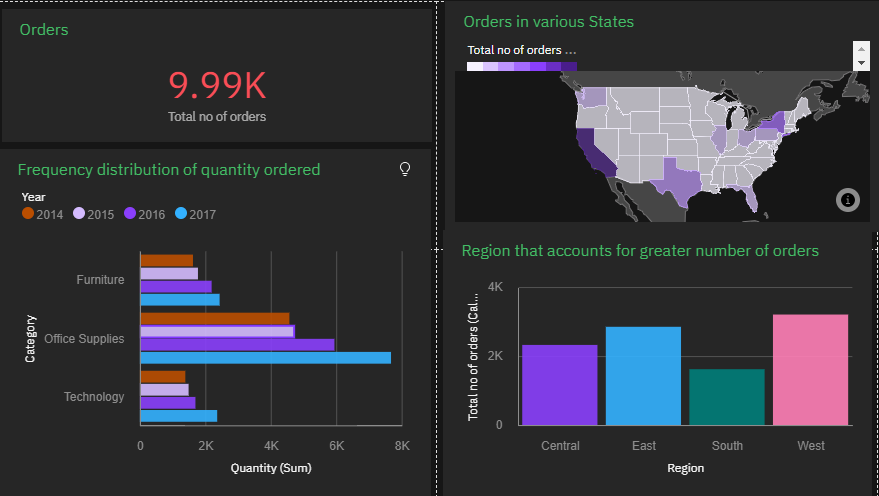 Orders
9.99K
Total no of orders
Frequency distribution of quantity ordered
Year
2014 2015 2016 2017
Category
Furniture
Office Supplies
Technology
0 2K 4K 6K 8K
Quantity (Sum)
Orders in various States
Total no of orders ...
i
Region that accounts for greater number of orders
Total no of orders (Cal...
4K
2K
0
Central East South West
Region